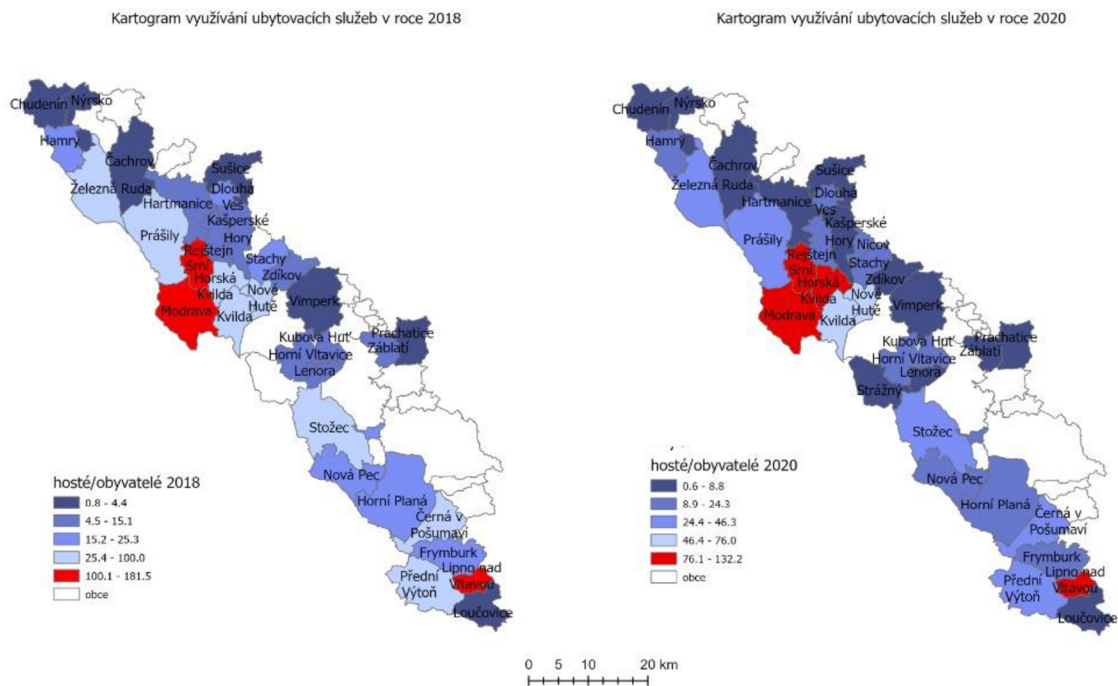 Kartogram využívání ubytovacích služeb v roce 2018
Chudenín
Nýrsko
Hamry
Čachrov
Železná Ruda
Sušice
Dlouhá
Ves
Hartmanice
Kašperské
Hory
Prášily
Rejštejn
Srní
Horská
Kvilda
Stachy
Zdíkov
Nové
Hutě
Modrava
Kvilda
Vimperk
Kubova Huť
Prachatice
Záblatí
Horní Vltavice
Lenora
Stožec
Nová Pec
Horní Planá
Černá v
Pošumaví
Frymburk
Lipno nad
Vltavou
Přední
Výtoň
Loučovice
hosté/obyvatelé 2018
0.8 - 4.4
4.5 - 15.1
15.2 - 25.3
25.4 - 100.0
100.1 - 181.5
obce
Kartogram využívání ubytovacích služeb v roce 2020
Chudenín
Nýrsko
Hamry
Čachrov
Železná Ruda
Sušice
Dlouhá
Ves
Hartmanice
Kašperské
Hory
Nicov
Prášily
Rejštejn
Srní
Horská
Kvilda
Stachy
Zdíkov
Nové
Hutě
Modrava
Kvilda
Vimperk
Kubova Huť
Prachatice
Záblatí
Horní Vltavice
Lenora
Strážný
Stožec
Nová Pec
Horní Planá
Černá v
Pošumaví
Frymburk
Lipno nad
Vltavou
Přední
Výtoň
Loučovice
hosté/obyvatelé 2020
0.6 - 8.8
8.9 - 24.3
24.4 - 46.3
46.4 - 76.0
76.1 - 132.2
obce
0 5 10 20 km